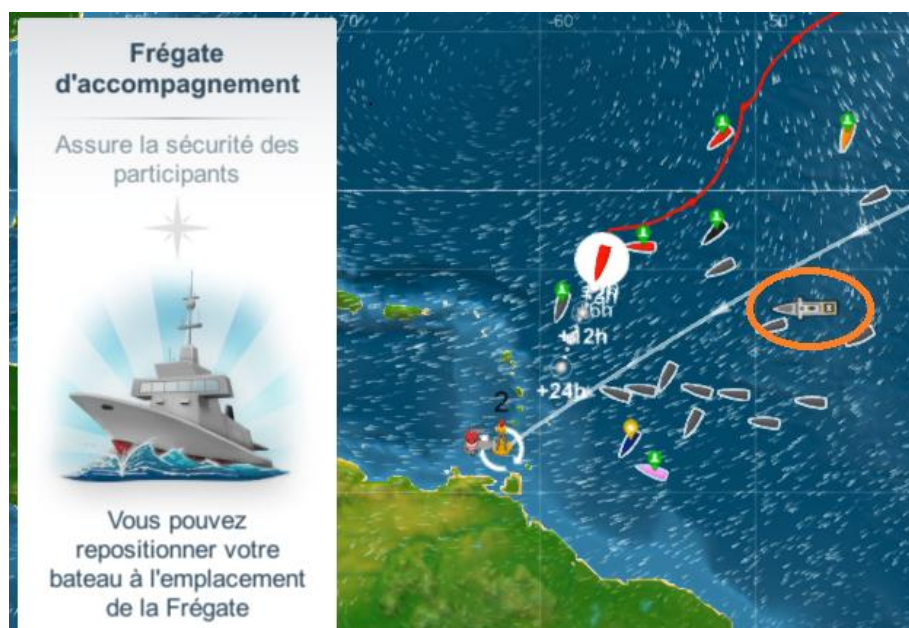 Frégate
d'accompagnement
Assure la sécurité des
participants
Vous pouvez
repositionner votre
bateau à l'emplacement
de la Frégate
-60°
-50°
+12h
+24h
2